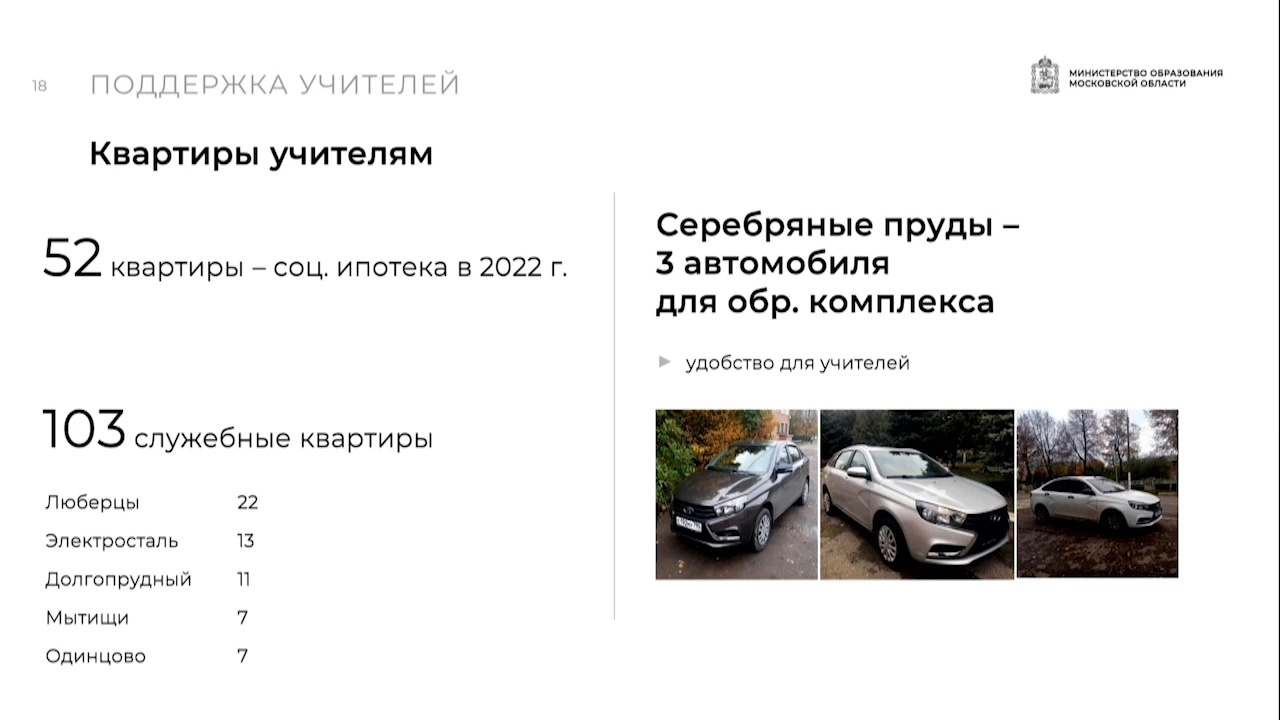 18
ПОДДЕРЖКА УЧИТЕЛЕЙ
МИНИСТЕРСТВО ОБРАЗОВАНИЯ
МОСКОВСКОЙ ОБЛАСТИ
Квартиры учителям
52 квартиры – соц. ипотека в 2022 г.
103 служебные квартиры
Люберцы 22
Электросталь 13
Долгопрудный 11
Мытищи 7
Одинцово 7
Серебряные пруды –
3 автомобиля
для обр. комплекса
удобство для учителей